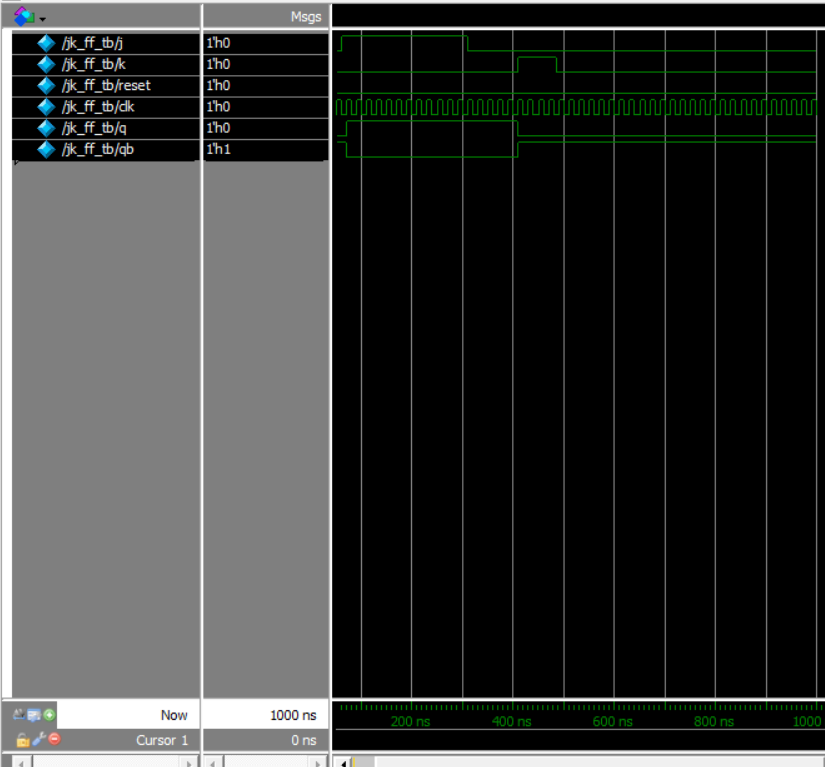 Msgs
/jk_ff_tb/j 1'h0
/jk_ff_tb/k 1'h0
/jk_ff_tb/reset 1'h0
/jk_ff_tb/clk 1'h0
/jk_ff_tb/q 1'h0
/jk_ff_tb/qb 1'h1
Now 1000 ns
200 ns 400 ns 600 ns 800 ns 1000
Cursor 1 0 ns